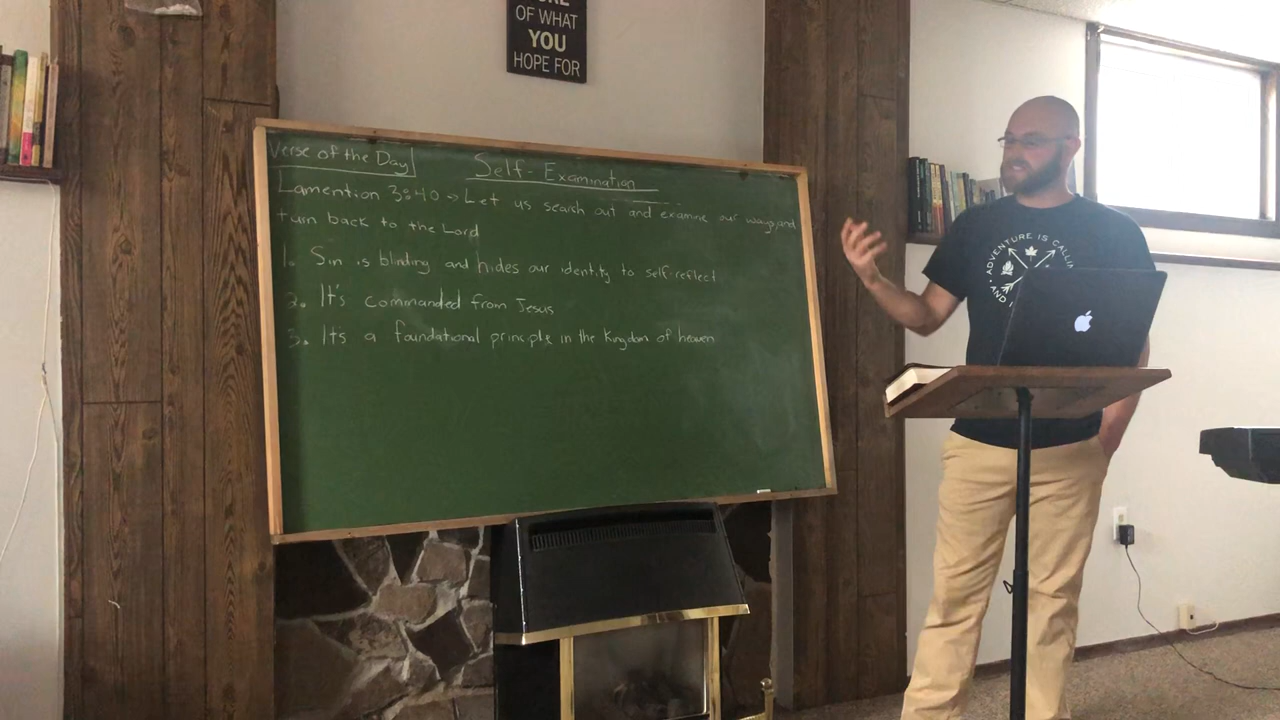 OF WHAT
YOU
HOPE FOR
Verse of the Day
Self-Examination
Lamention 3:40 → Let us search out and examine our ways, and
turn back to the Lord
1. Sin is blinding and hides our identity to self reflect
2. It's commanded from Jesus
3. It's a foundational principle in the Kingdom of heaven
ADVENTURE IS CALLIN
AND I